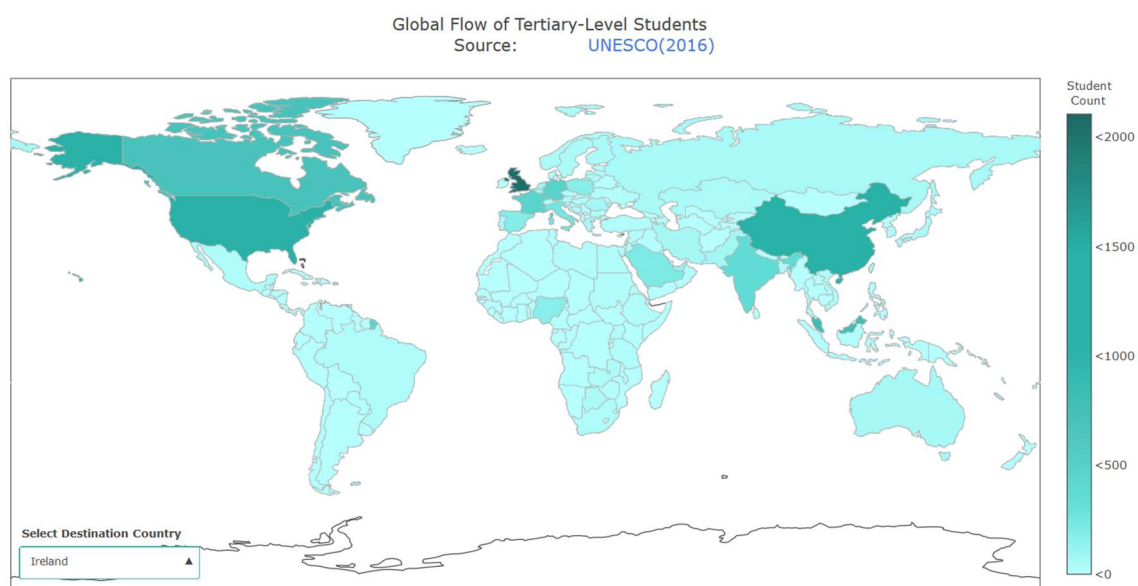 Global Flow of Tertiary-Level Students
Source: UNESCO(2016)
Student
Count
<2000
<1500
<1000
<500
<0
Select Destination Country
Ireland ▲